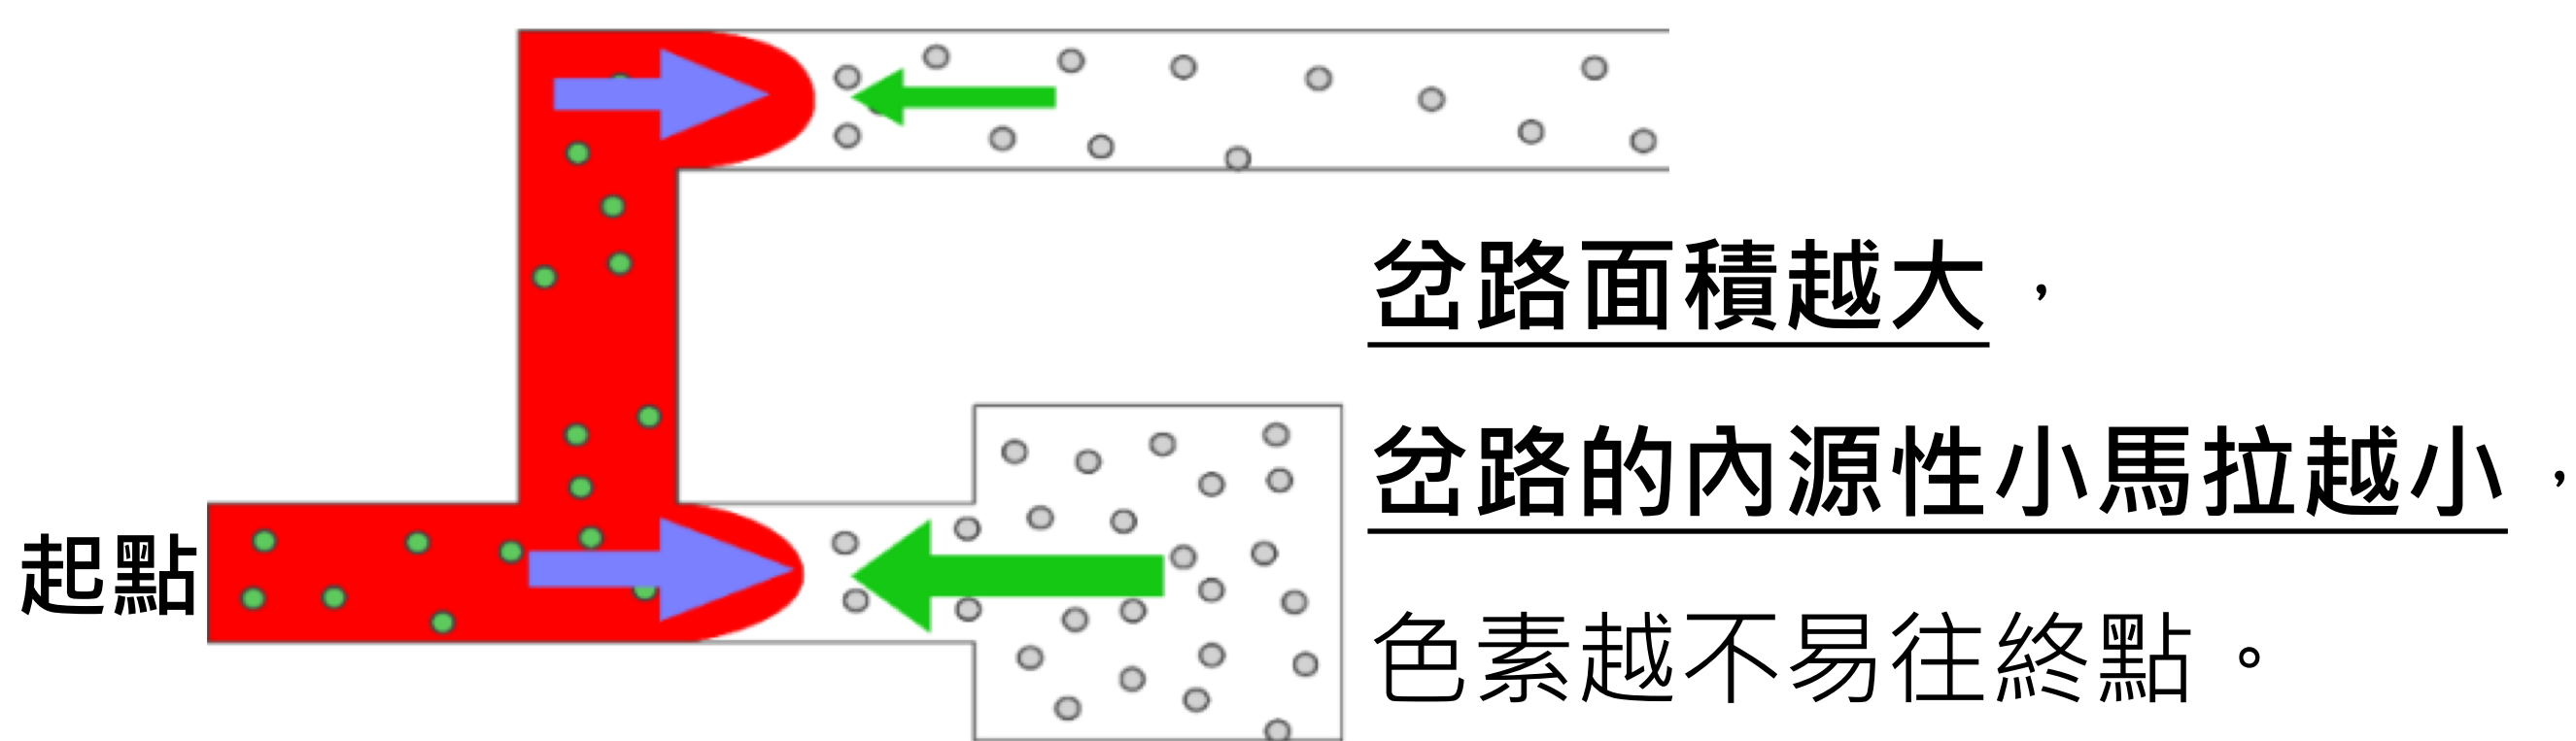 岔路面積越大，
岔路的內源性小馬拉越小，
起點
色素越不易往終點。